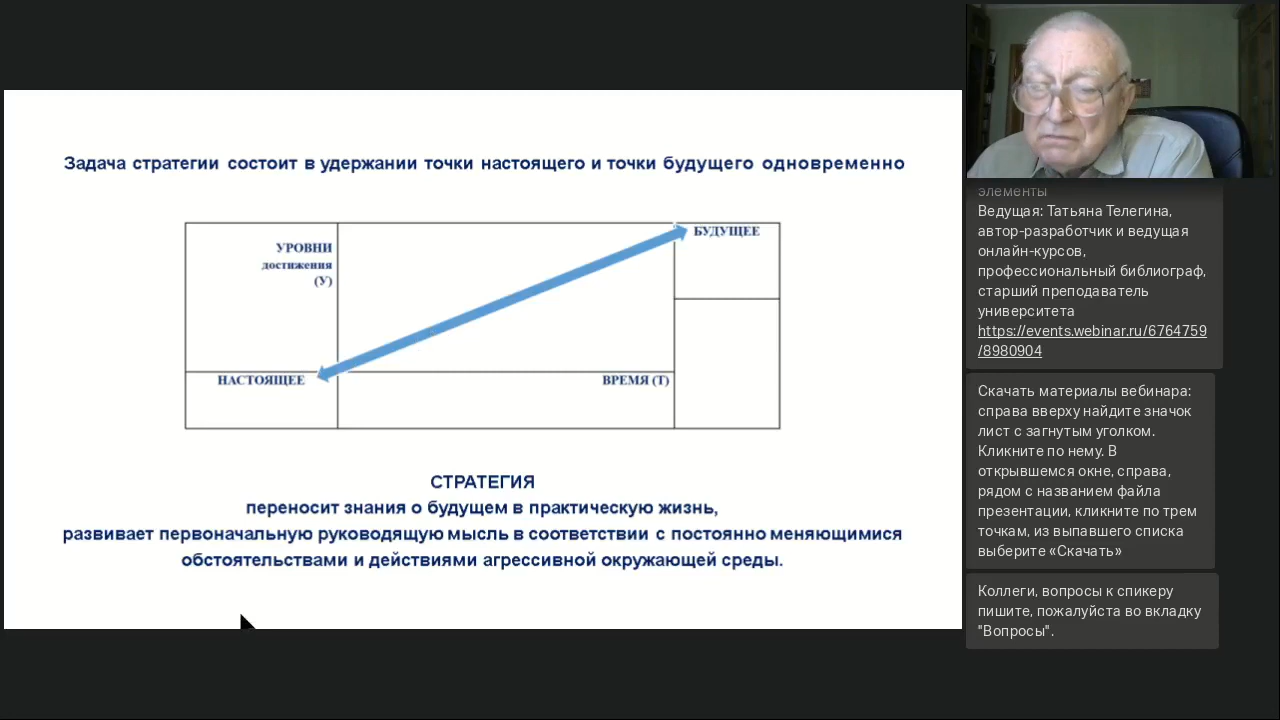 Задача стратегии состоит в удержании точки настоящего и точки будущего одновременно
УРОВНИ
достижения
(У)
БУДУЩЕЕ
НАСТОЯЩЕЕ
ВРЕМЯ (Т)
СТРАТЕГИЯ
переносит знания о будущем в практическую жизнь,
развивает первоначальную руководящую мысль в соответствии с постоянно меняющимися
обстоятельствами и действиями агрессивной окружающей среды.
элементы
Ведущая: Татьяна Телегина,
автор-разработчик и ведущая
онлайн-курсов,
профессиональный библиограф,
старший преподаватель
университета
https://events.webinar.ru/6764759
/8980904
Скачать материалы вебинара:
справа вверху найдите значок
лист с загнутым уголком.
Кликните по нему. В
открывшемся окне, справа,
рядом с названием файла
презентации, кликните по трем
точкам, из выпавшего списка
выберите «Скачать»
Коллеги, вопросы к спикеру
пишите, пожалуйста во вкладку
"Вопросы".